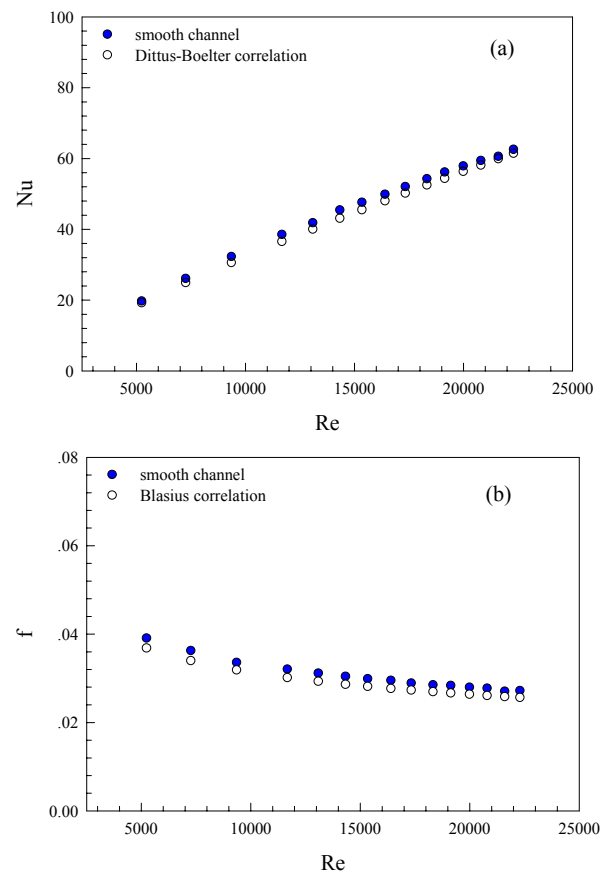 100
smooth channel
(a)
Dittus-Boelter correlation
80
60
Nu
40
20
0
5000 10000 15000 20000 25000
Re
.08
smooth channel
(b)
Blasius correlation
.06
f
.04
.02
0.00
5000 10000 15000 20000 25000
Re